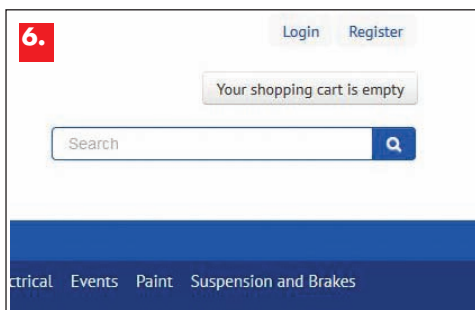 6.
Login Register
Your shopping cart is empty
Search
ctrical Events Paint Suspension and Brakes